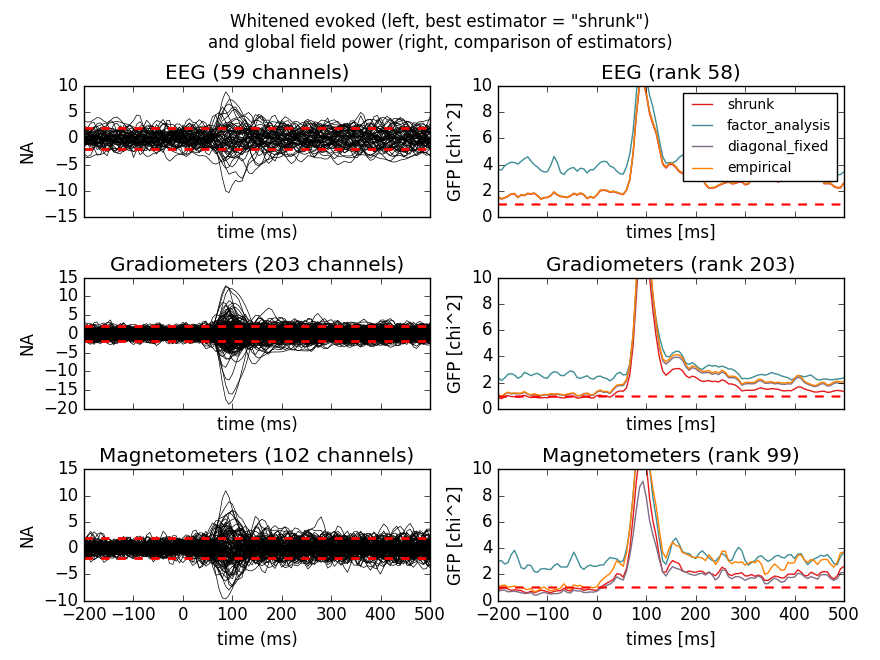 Whitened evoked (left, best estimator = "shrunk")
and global field power (right, comparison of estimators)
EEG (59 channels)
10
5
0
−5
−10
−15
NA
time (ms)
EEG (rank 58)
10
8
6
4
2
0
GFP [chi^2]
times [ms]
shrunk
factor_analysis
diagonal_fixed
empirical
Gradiometers (203 channels)
15
10
5
0
−5
−10
−15
−20
NA
time (ms)
Gradiometers (rank 203)
10
8
6
4
2
0
GFP [chi^2]
times [ms]
Magnetometers (102 channels)
15
10
5
0
−5
−10
NA
−200 −100 0 100 200 300 400 500
time (ms)
Magnetometers (rank 99)
10
8
6
4
2
0
GFP [chi^2]
−200 −100 0 100 200 300 400 500
times [ms]